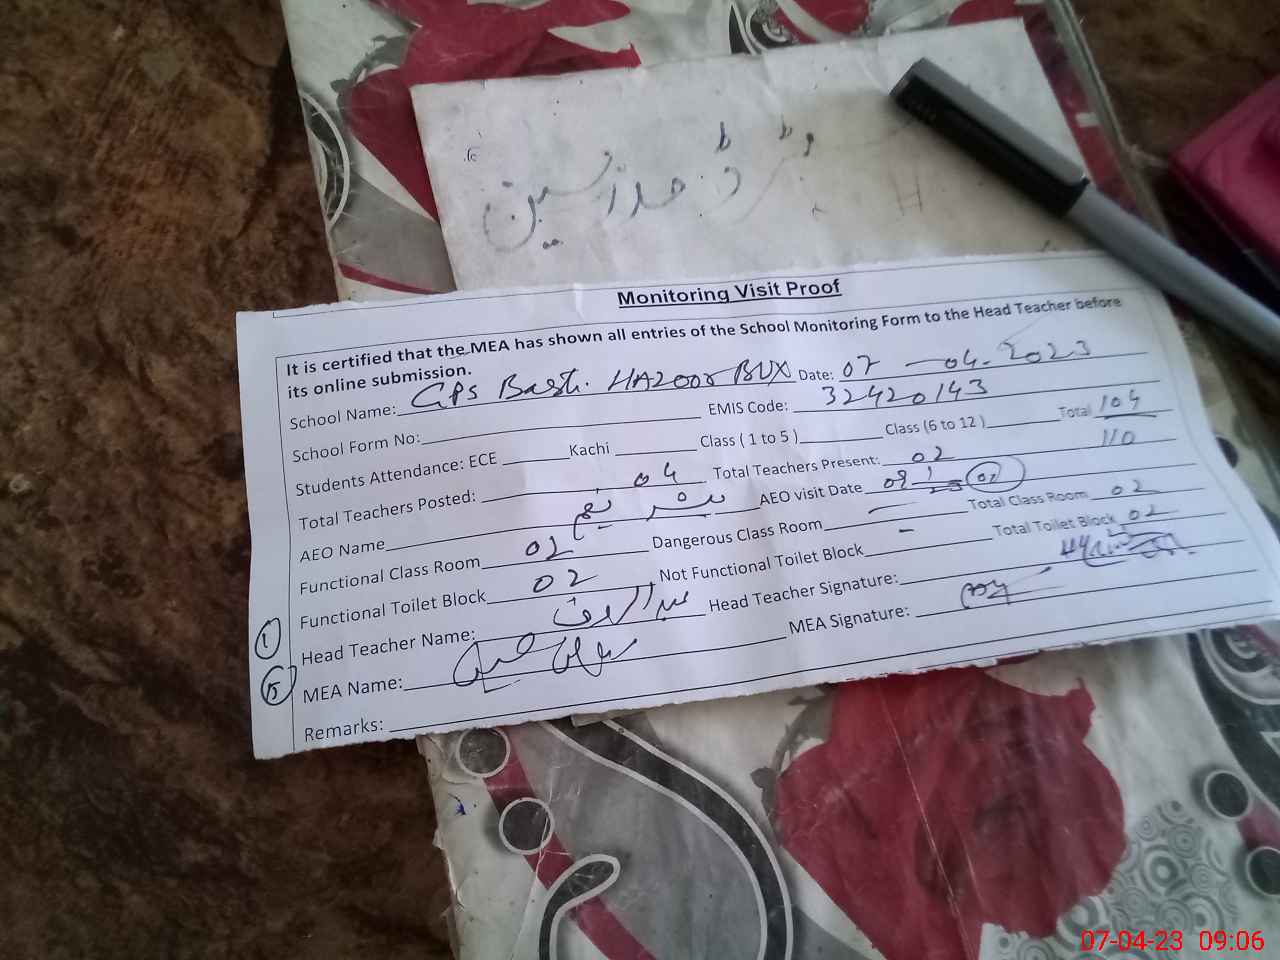 Monitoring Visit Proof
It is certified that the MEA has shown all entries of the School Monitoring Form to the Head Teacher before
its online submission.
School Name: GPS Basti HAZOOR BUX Date: 07-04-2023
School Form No: EMIS Code: 32420143
Students Attendance: ECE Kachi Class ( 1 to 5 ) Class (6 to 12 ) Total 104
110
Total Teachers Posted: 04 Total Teachers Present: 02
AEO Name AEO visit Date 02
Functional Class Room 02 Dangerous Class Room — Total Class Room 02
Functional Toilet Block 02 Not Functional Toilet Block - Total Toilet Block 02
Head Teacher Name: Head Teacher Signature:
MEA Name: MEA Signature:
Remarks:
07-04-23 09:06